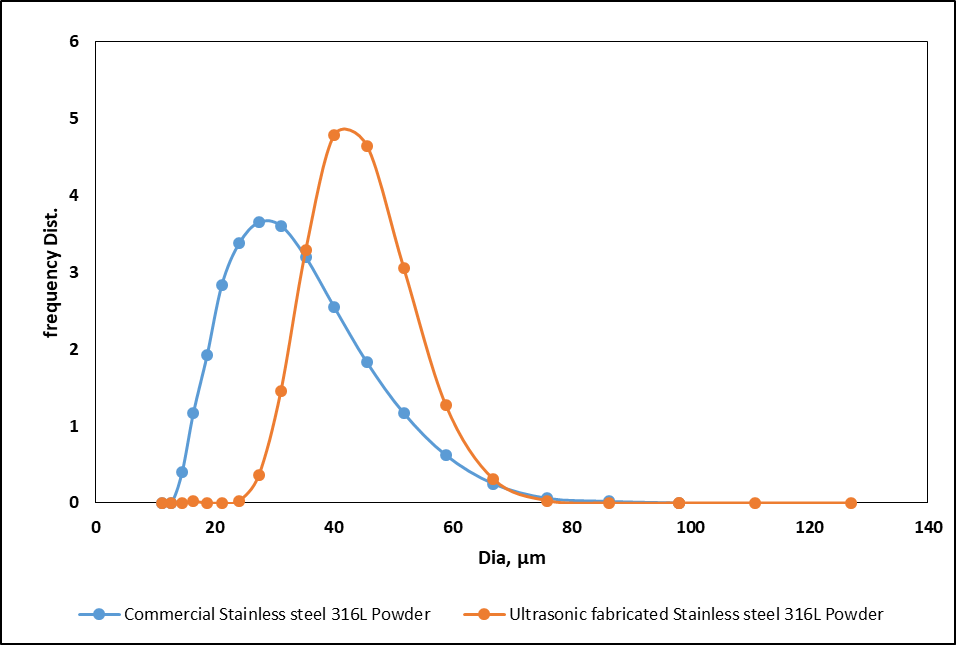 6
5
4
3
2
1
0
frequency Dist.
0 20 40 60 80 100 120 140
Dia, µm
Commercial Stainless steel 316L Powder
Ultrasonic fabricated Stainless steel 316L Powder